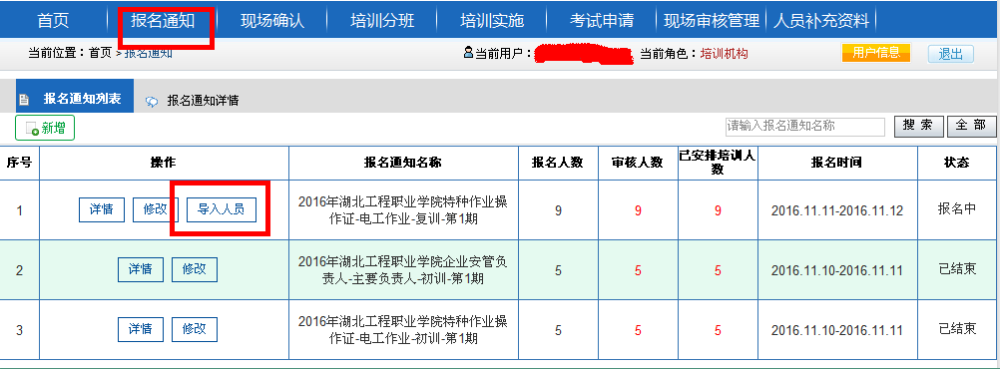 首页 报名通知 现场确认 培训分班 培训实施 考试申请 现场审核管理 人员补充资料
当前位置：首页 > 报名通知 当前用户： 当前角色：培训机构 用户信息 退出
报名通知列表 报名通知详情
新增 请输入报名通知名称 搜 索 全 部
序号 操作 报名通知名称 报名人数 审核人数 已安排培训人
数 报名时间 状态
1 详情 修改 导入人员 2016年湖北工程职业学院特种作业操
作证-电工作业-复训-第1期 9 9 9 2016.11.11-2016.11.12 报名中
2 详情 修改 2016年湖北工程职业学院企业安管负
责人-主要负责人-初训-第1期 5 5 5 2016.11.10-2016.11.11 已结束
3 详情 修改 2016年湖北工程职业学院特种作业操
作证-电工作业-初训-第1期 5 5 5 2016.11.10-2016.11.11 已结束